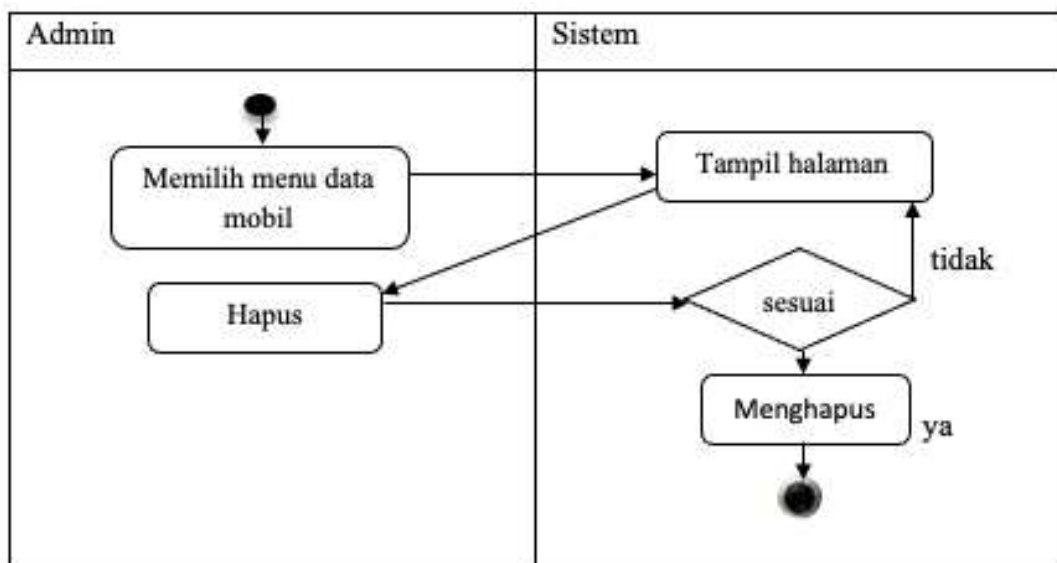 Admin
Sistem
Memilih menu data
mobil
Tampil halaman
Hapus
sesuai
tidak
Menghapus
ya